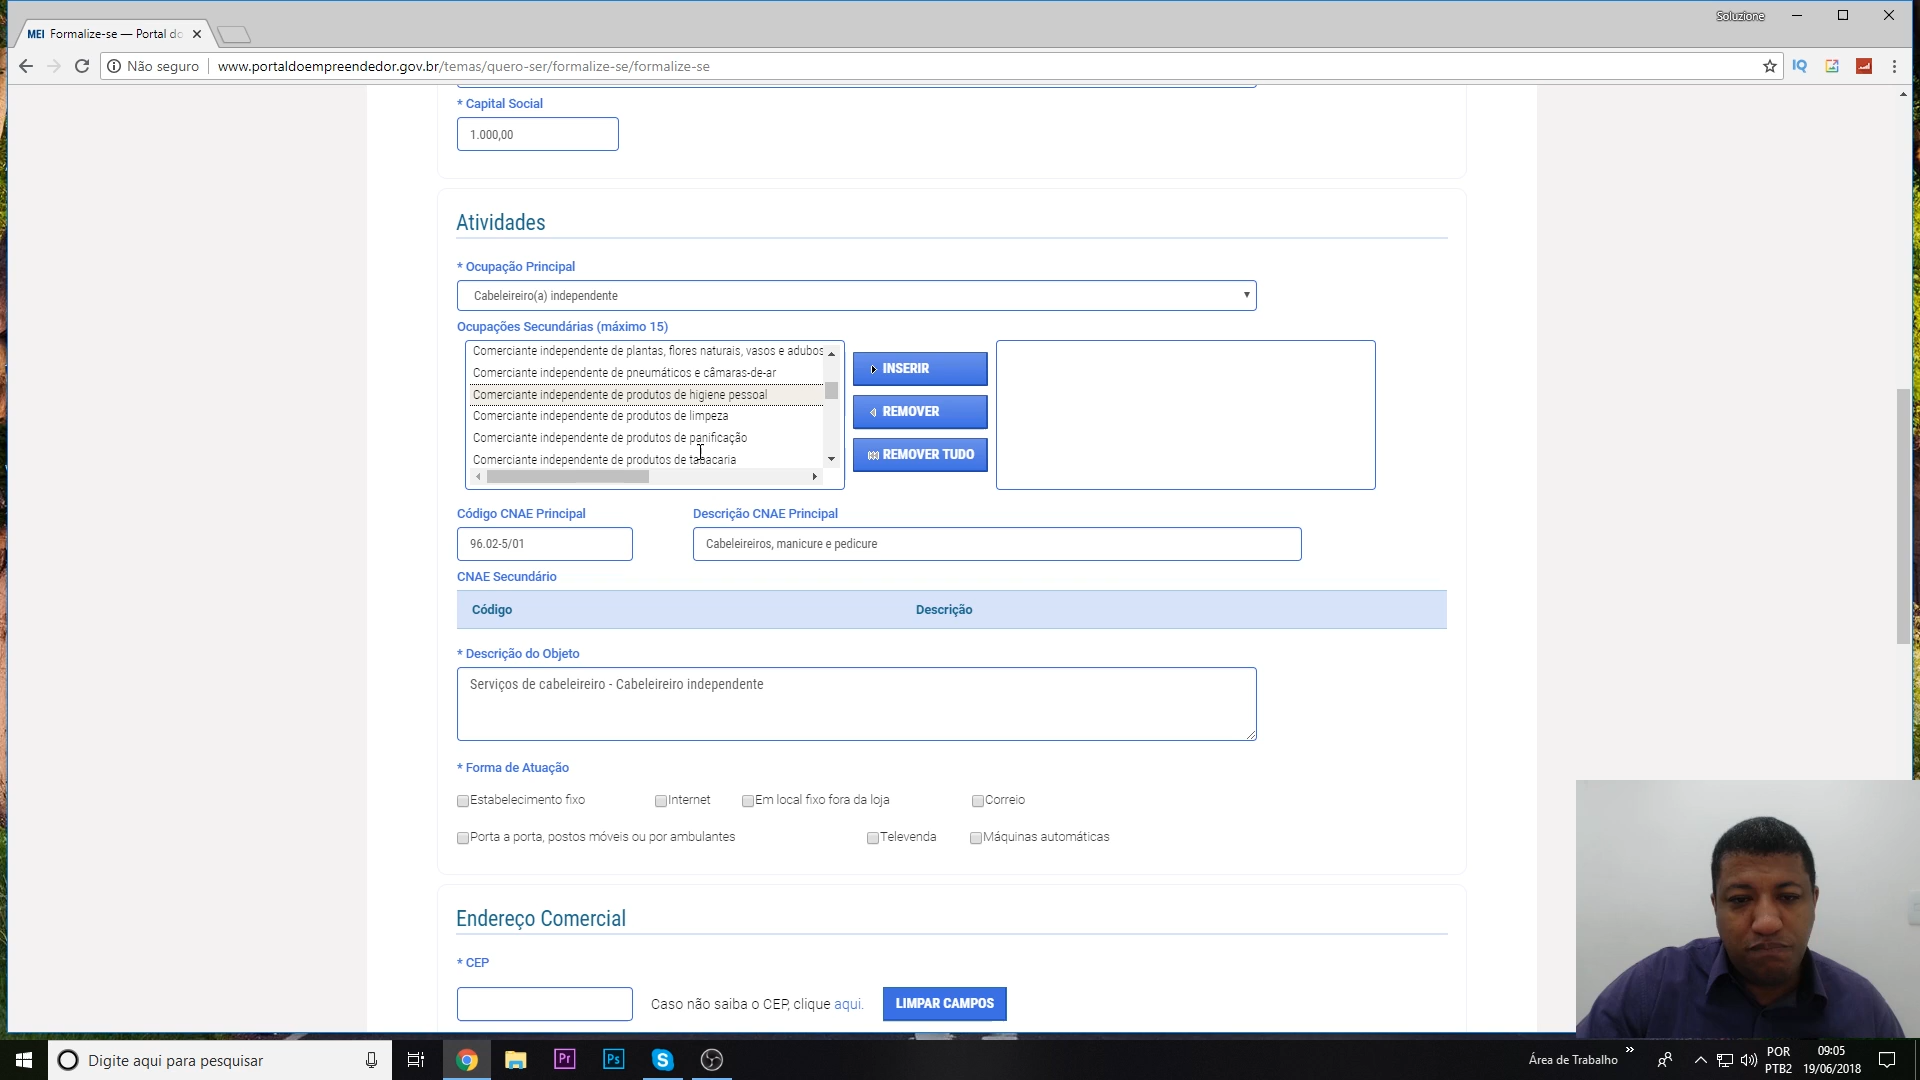 Soluzione
MEI Formalize-se — Portal do
Não seguro www.portaldoempreendedor.gov.br/temas/quero-ser/formalize-se/formalize-se
IQ
* Capital Social
1.000,00
Atividades
* Ocupação Principal
Cabeleireiro(a) independente
Ocupações Secundárias (máximo 15)
Comerciante independente de plantas, flores naturais, vasos e adubos
Comerciante independente de pneumáticos e câmaras-de-ar
Comerciante independente de produtos de higiene pessoal
Comerciante independente de produtos de limpeza
Comerciante independente de produtos de panificação
Comerciante independente de produtos de tabacaria
INSERIR
REMOVER
REMOVER TUDO
Código CNAE Principal Descrição CNAE Principal
96.02-5/01 Cabeleireiros, manicure e pedicure
CNAE Secundário
Código Descrição
* Descrição do Objeto
Serviços de cabeleireiro - Cabeleireiro independente
* Forma de Atuação
Estabelecimento fixo Internet Em local fixo fora da loja Correio
Porta a porta, postos móveis ou por ambulantes Televenda Máquinas automáticas
Endereço Comercial
* CEP
Caso não saiba o CEP, clique aqui. LIMPAR CAMPOS
Digite aqui para pesquisar
Pr
Ps
Área de Trabalho
POR
PTB2
09:05
19/06/2018